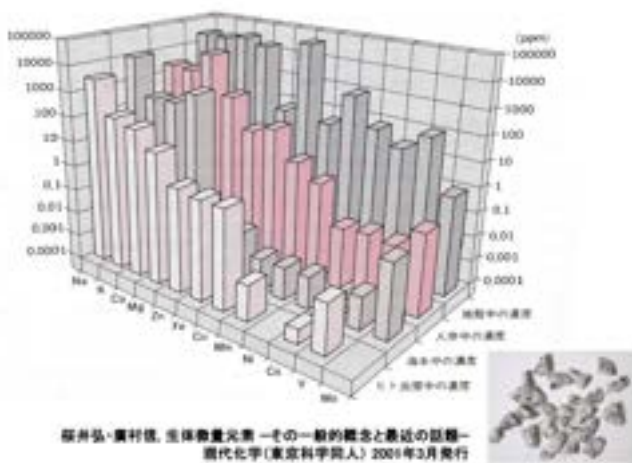 (ppm)
100000
10000
1000
100
10
1
0.1
0.01
0.001
0.0001
100000
10000
1000
100
10
1
0.1
0.01
0.001
0.0001
Na
K
Ca
Mg
Zn
Fe
Cu
Mn
Ni
Co
V
Mo
地殻中の濃度
人体中の濃度
海水中の濃度
ヒト血漿中の濃度
桜井弘・廣村信, 生体微量元素 −その一般的概念と最近の話題−
現代化学(東京科学同人) 2001年3月発行